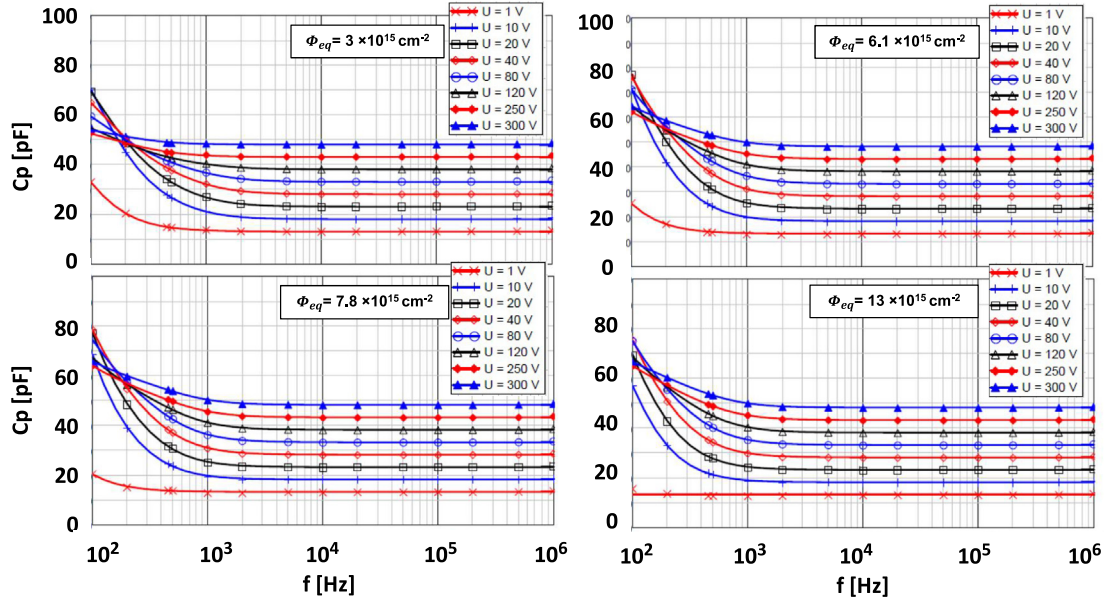 100
80
60
40
20
0
Cp [pF]
Φeq= 3 ×10¹⁵ cm⁻²
U = 1 V
U = 10 V
U = 20 V
U = 40 V
U = 80 V
U = 120 V
U = 250 V
U = 300 V
100
80
60
40
20
0
Φeq= 6.1 ×10¹⁵ cm⁻²
U = 1 V
U = 10 V
U = 20 V
U = 40 V
U = 80 V
U = 120 V
U = 250 V
U = 300 V
80
60
40
20
0
Cp [pF]
Φeq= 7.8 ×10¹⁵ cm⁻²
U = 1 V
U = 10 V
U = 20 V
U = 40 V
U = 80 V
U = 120 V
U = 250 V
U = 300 V
10² 10³ 10⁴ 10⁵ 10⁶
f [Hz]
80
60
40
20
0
Φeq= 13 ×10¹⁵ cm⁻²
U = 1 V
U = 10 V
U = 20 V
U = 40 V
U = 80 V
U = 120 V
U = 250 V
U = 300 V
10² 10³ 10⁴ 10⁵ 10⁶
f [Hz]